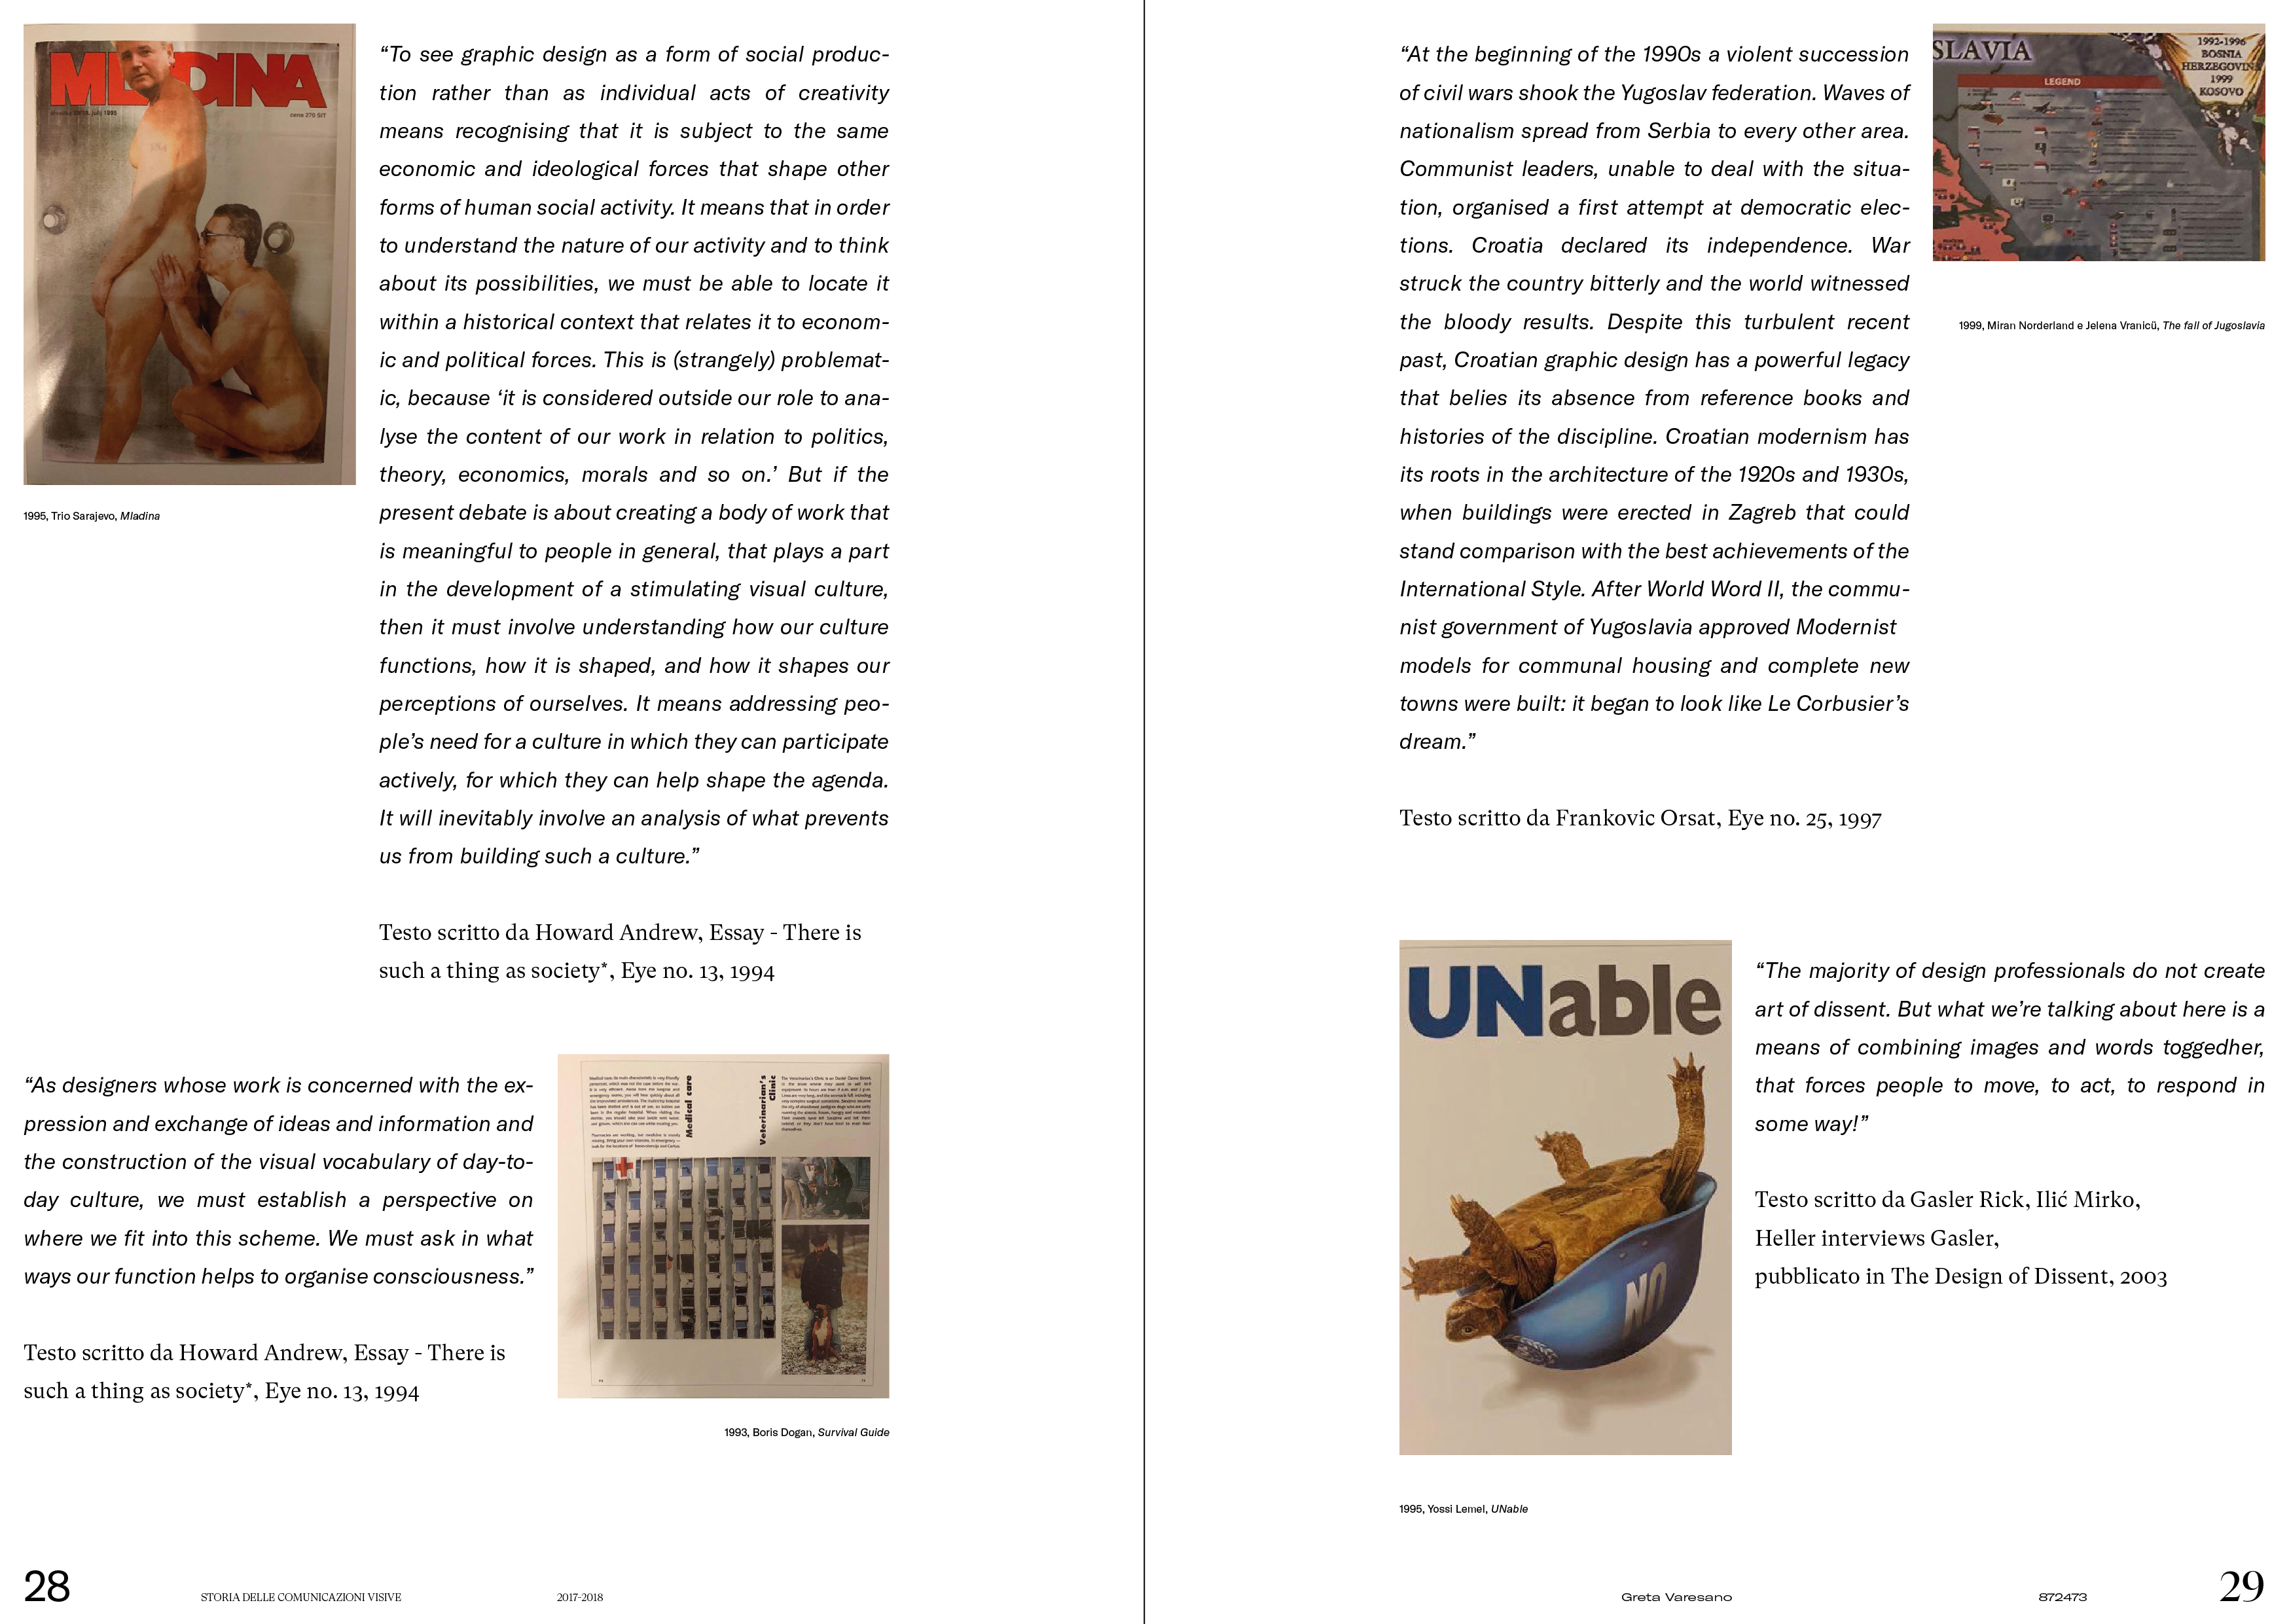 MLADINA
cena 275 SIT
1995, Trio Sarajevo, Mladina
“To see graphic design as a form of social produc-
tion rather than as individual acts of creativity
means recognising that it is subject to the same
economic and ideological forces that shape other
forms of human social activity. It means that in order
to understand the nature of our activity and to think
about its possibilities, we must be able to locate it
within a historical context that relates it to econom-
ic and political forces. This is (strangely) problemat-
ic, because ‘it is considered outside our role to ana-
lyse the content of our work in relation to politics,
theory, economics, morals and so on.’ But if the
present debate is about creating a body of work that
is meaningful to people in general, that plays a part
in the development of a stimulating visual culture,
then it must involve understanding how our culture
functions, how it is shaped, and how it shapes our
perceptions of ourselves. It means addressing peo-
ple’s need for a culture in which they can participate
actively, for which they can help shape the agenda.
It will inevitably involve an analysis of what prevents
us from building such a culture.”
Testo scritto da Howard Andrew, Essay - There is
such a thing as society*, Eye no. 13, 1994
“As designers whose work is concerned with the ex-
pression and exchange of ideas and information and
the construction of the visual vocabulary of day-to-
day culture, we must establish a perspective on
where we fit into this scheme. We must ask in what
ways our function helps to organise consciousness.”
Testo scritto da Howard Andrew, Essay - There is
such a thing as society*, Eye no. 13, 1994
Medical care
Veterinarian’s
Clinic
1993, Boris Dogan, Survival Guide
28
STORIA DELLE COMUNICAZIONI VISIVE
2017-2018
“At the beginning of the 1990s a violent succession
of civil wars shook the Yugoslav federation. Waves of
nationalism spread from Serbia to every other area.
Communist leaders, unable to deal with the situa-
tion, organised a first attempt at democratic elec-
tions. Croatia declared its independence. War
struck the country bitterly and the world witnessed
the bloody results. Despite this turbulent recent
past, Croatian graphic design has a powerful legacy
that belies its absence from reference books and
histories of the discipline. Croatian modernism has
its roots in the architecture of the 1920s and 1930s,
when buildings were erected in Zagreb that could
stand comparison with the best achievements of the
International Style. After World Word II, the commu-
nist government of Yugoslavia approved Modernist
models for communal housing and complete new
towns were built: it began to look like Le Corbusier’s
dream.”
Testo scritto da Frankovic Orsat, Eye no. 25, 1997
SLAVIA
1992-1996
BOSNIA
HERZEGOVIN
1999
KOSOVO
LEGEND
1999, Miran Norderland e Jelena Vranicü, The fall of Jugoslavia
UNable
NO
1995, Yossi Lemel, UNable
“The majority of design professionals do not create
art of dissent. But what we’re talking about here is a
means of combining images and words toggedher,
that forces people to move, to act, to respond in
some way!”
Testo scritto da Gasler Rick, Ilić Mirko,
Heller interviews Gasler,
pubblicato in The Design of Dissent, 2003
Greta Varesano
872473
29